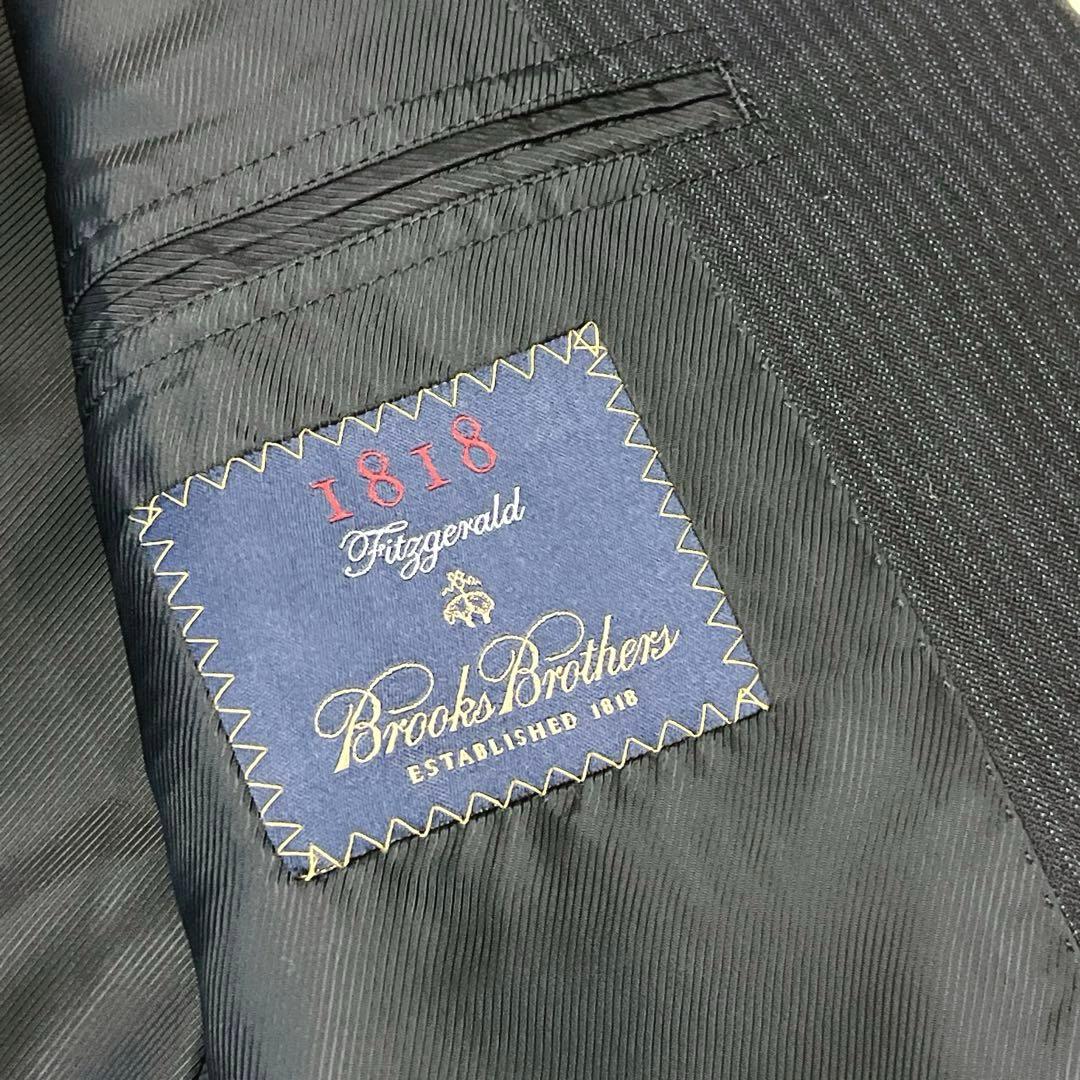 1818
Fitzgerald
Brooks Brothers
ESTABLISHED 1818